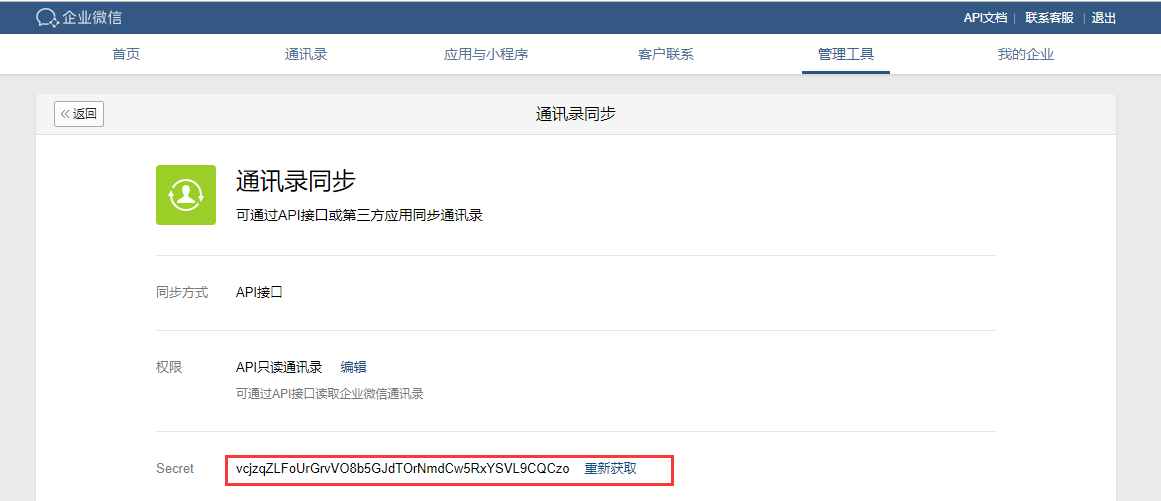 企业微信 API文档 | 联系客服 | 退出
首页 通讯录 应用与小程序 客户联系 管理工具 我的企业
« 返回 通讯录同步
通讯录同步
可通过API接口或第三方应用同步通讯录
同步方式 API接口
权限 API只读通讯录 编辑
可通过API接口读取企业微信通讯录
Secret vcjzqZLFoUrGrvVO8b5GJdTOrNmdCw5RxYSVL9CQCzo 重新获取